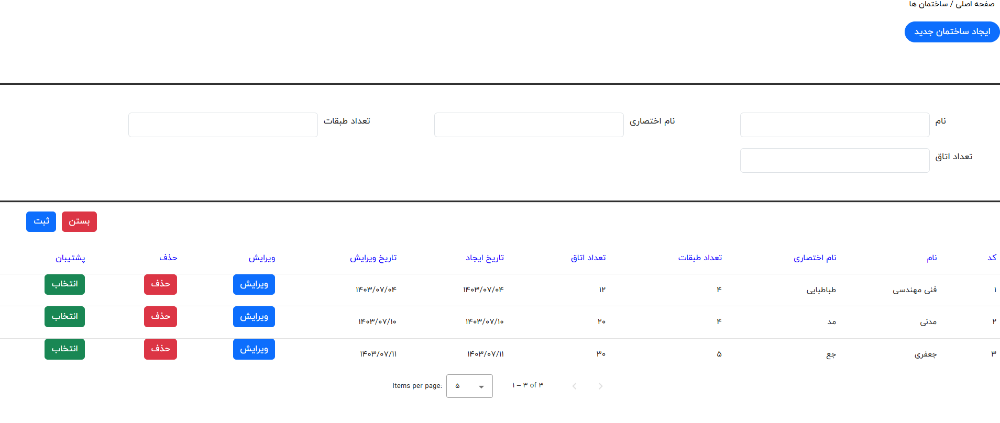 صفحه اصلی / ساختمان ها
ایجاد ساختمان جدید
نام
نام اختصاری
تعداد طبقات
تعداد اتاق
بستن ثبت
کد نام نام اختصاری تعداد طبقات تعداد اتاق تاریخ ایجاد تاریخ ویرایش ویرایش حذف پشتیبان
۱ فنی مهندسی طباطبایی ۴ ۱۲ ۱۴۰۳/۰۷/۰۴ ۱۴۰۳/۰۷/۰۴ ویرایش حذف انتخاب
۲ مدنی مد ۴ ۲۰ ۱۴۰۳/۰۷/۱۰ ۱۴۰۳/۰۷/۱۰ ویرایش حذف انتخاب
۳ جعفری جع ۵ ۳۰ ۱۴۰۳/۰۷/۱۱ ۱۴۰۳/۰۷/۱۱ ویرایش حذف انتخاب
Items per page: ۵ ۱ – ۳ of ۳